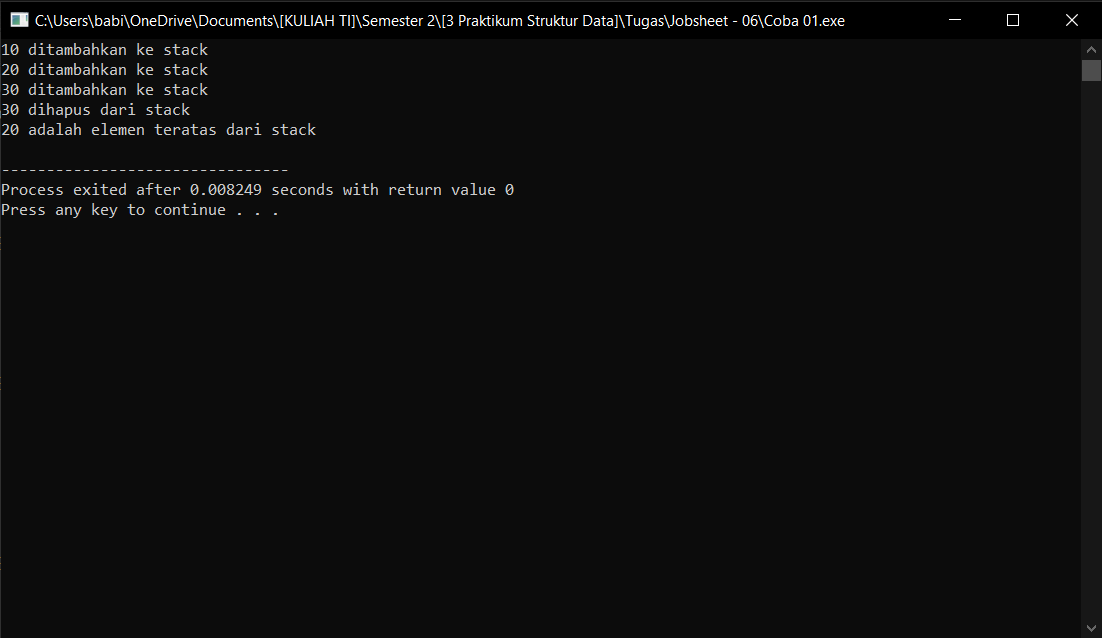 C:\Users\babi\OneDrive\Documents\[KULIAH TI]\Semester 2\[3 Praktikum Struktur Data]\Tugas\Jobsheet - 06\Coba 01.exe
10 ditambahkan ke stack
20 ditambahkan ke stack
30 ditambahkan ke stack
30 dihapus dari stack
20 adalah elemen teratas dari stack
--------------------------------
Process exited after 0.008249 seconds with return value 0
Press any key to continue . . .